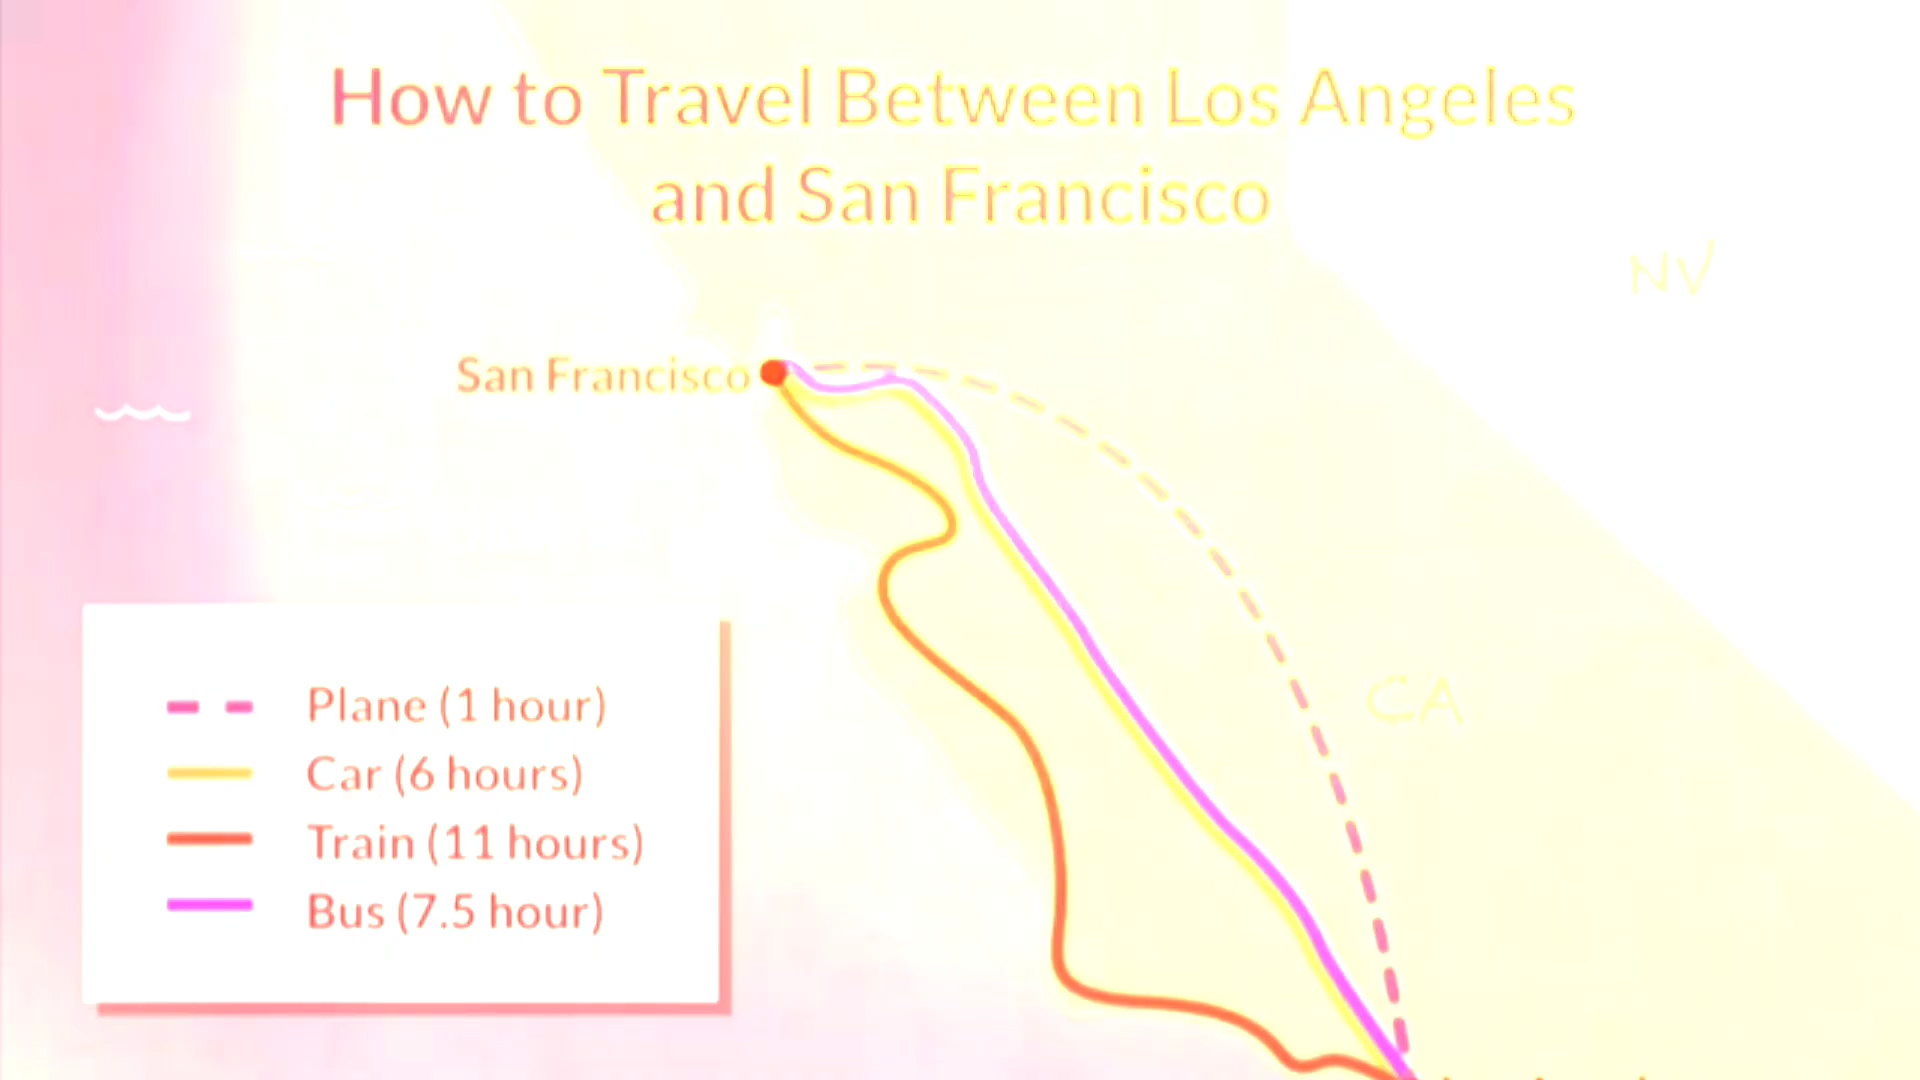 How to Travel Between Los Angeles
and San Francisco
NV
San Francisco
CA
Plane (1 hour)
Car (6 hours)
Train (11 hours)
Bus (7.5 hour)